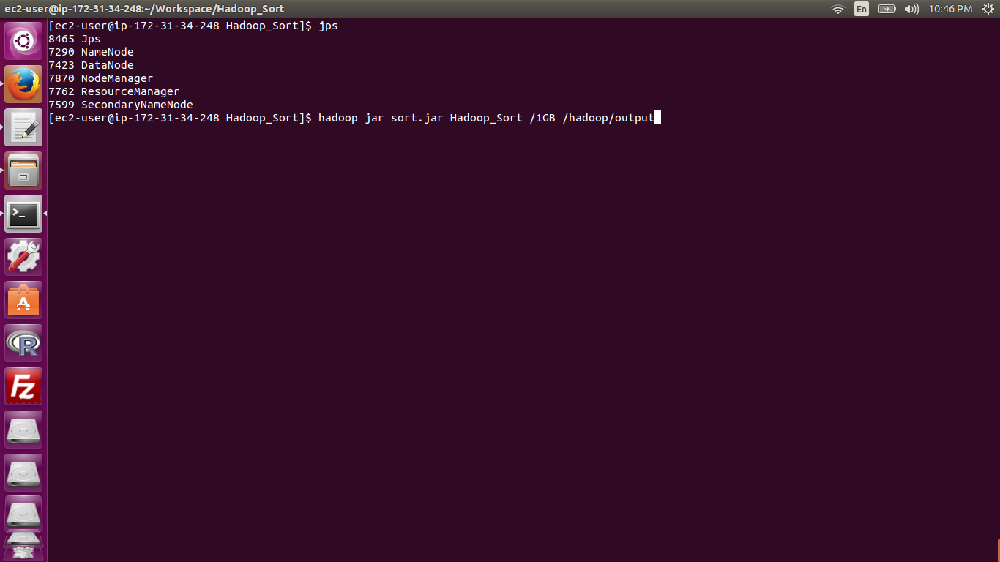 ec2-user@ip-172-31-34-248:~/Workspace/Hadoop_Sort
En
10:46 PM
[ec2-user@ip-172-31-34-248 Hadoop_Sort]$ jps
8465 Jps
7290 NameNode
7423 DataNode
7870 NodeManager
7762 ResourceManager
7599 SecondaryNameNode
[ec2-user@ip-172-31-34-248 Hadoop_Sort]$ hadoop jar sort.jar Hadoop_Sort /1GB /hadoop/output
>_
A
R
Fz